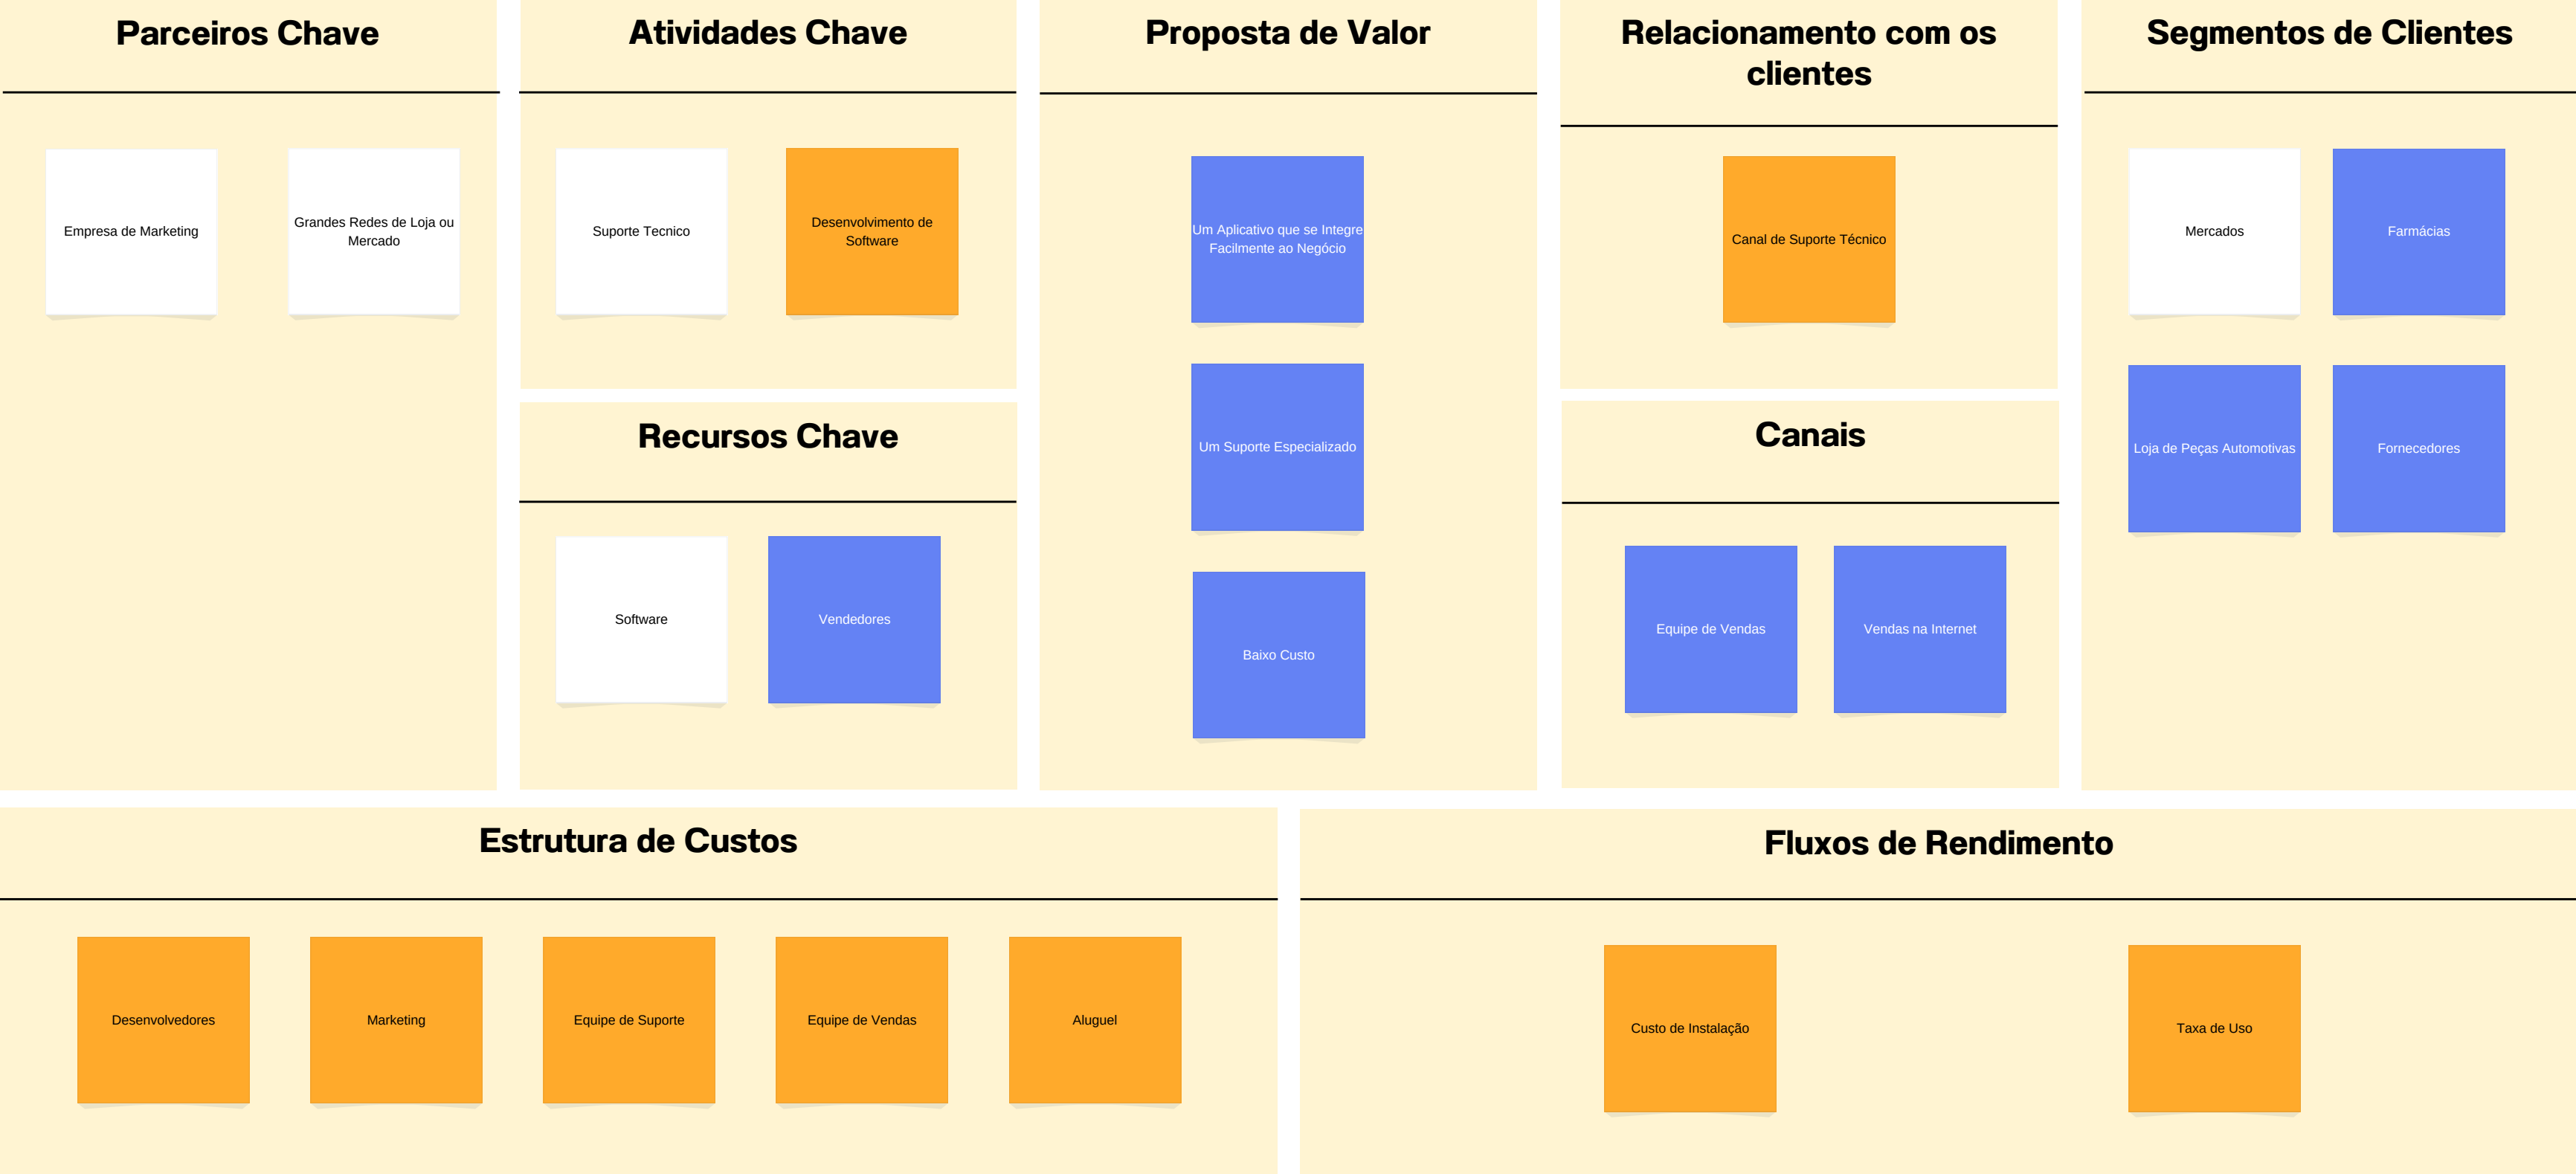 Parceiros Chave
Empresa de Marketing
Grandes Redes de Loja ou
Mercado
Atividades Chave
Suporte Tecnico
Desenvolvimento de
Software
Recursos Chave
Software
Vendedores
Proposta de Valor
Um Aplicativo que se Integre
Facilmente ao Negócio
Um Suporte Especializado
Baixo Custo
Relacionamento com os
clientes
Canal de Suporte Técnico
Canais
Equipe de Vendas
Vendas na Internet
Segmentos de Clientes
Mercados
Farmácias
Loja de Peças Automotivas
Fornecedores
Estrutura de Custos
Desenvolvedores
Marketing
Equipe de Suporte
Equipe de Vendas
Aluguel
Fluxos de Rendimento
Custo de Instalação
Taxa de Uso